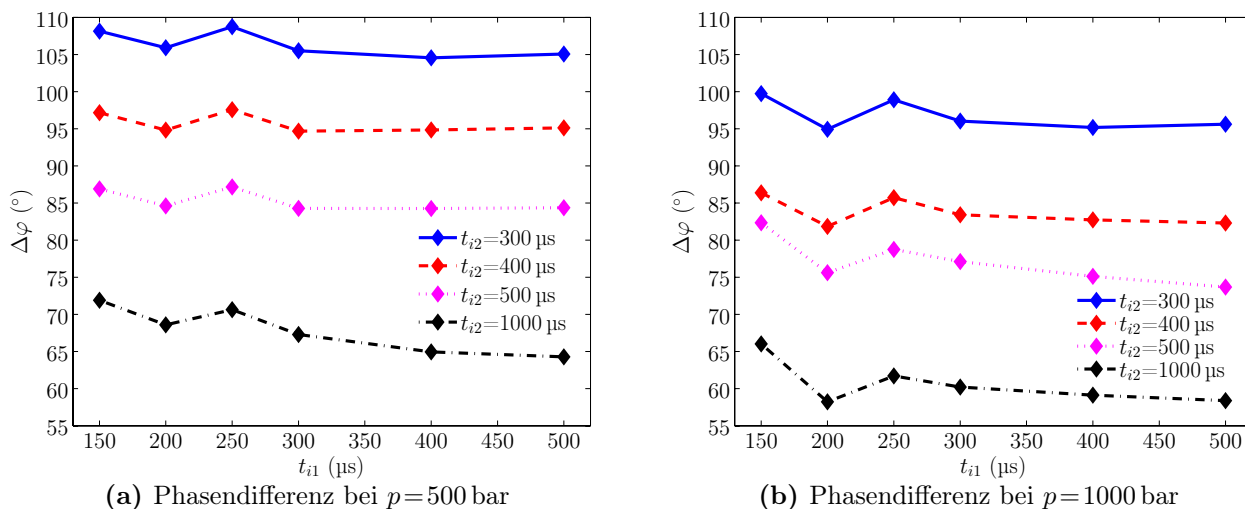 110
105
100
95
90
85
80
75
70
65
60
55
Δφ (°)
t_{i2}=300 µs
t_{i2}=400 µs
t_{i2}=500 µs
t_{i2}=1000 µs
150 200 250 300 350 400 450 500
t_{i1} (µs)
(a) Phasendifferenz bei p=500 bar
110
105
100
95
90
85
80
75
70
65
60
55
Δφ (°)
t_{i2}=300 µs
t_{i2}=400 µs
t_{i2}=500 µs
t_{i2}=1000 µs
150 200 250 300 350 400 450 500
t_{i1} (µs)
(b) Phasendifferenz bei p=1000 bar